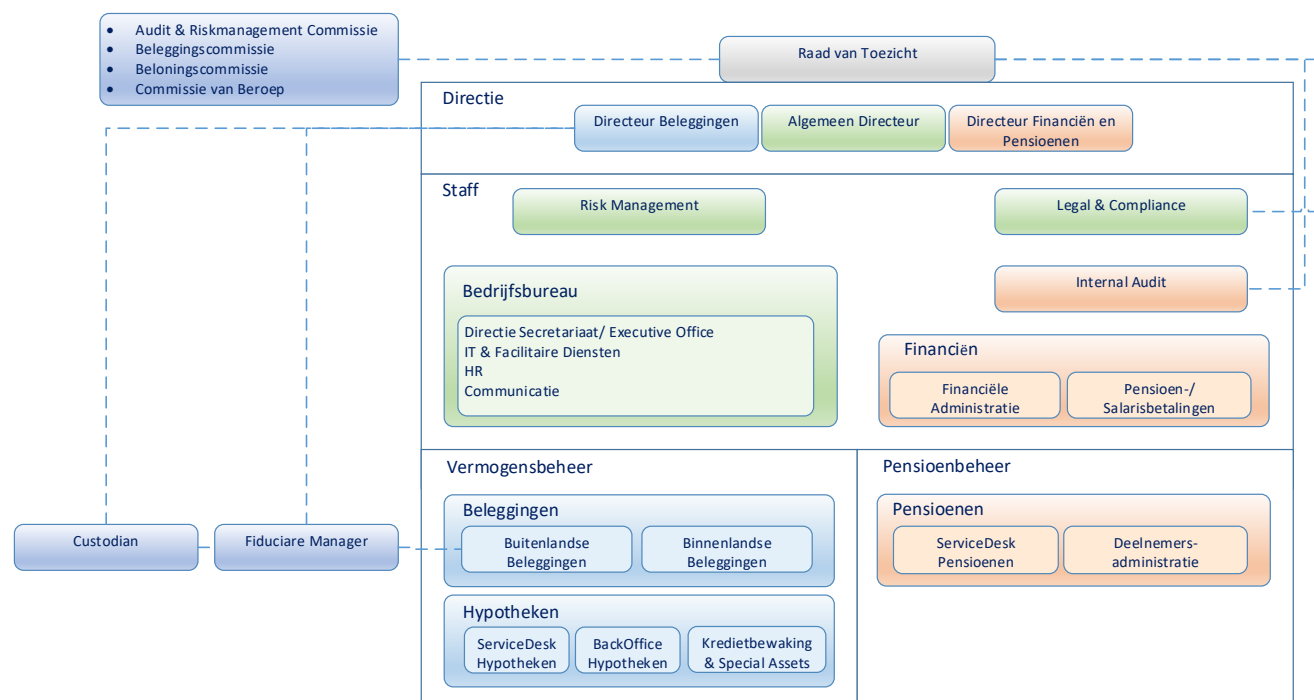 • Audit & Riskmanagement Commissie
• Beleggingscommissie
• Beloningscommissie
• Commissie van Beroep
Raad van Toezicht
Directie
Directeur Beleggingen
Algemeen Directeur
Directeur Financiën en
Pensioenen
Staff
Risk Management
Legal & Compliance
Bedrijfsbureau
Directie Secretariaat/ Executive Office
IT & Facilitaire Diensten
HR
Communicatie
Internal Audit
Financiën
Financiële
Administratie
Pensioen-/
Salarisbetalingen
Vermogensbeheer
Beleggingen
Buitenlandse
Beleggingen
Binnenlandse
Beleggingen
Custodian
Fiduciare Manager
Hypotheken
ServiceDesk
Hypotheken
BackOffice
Hypotheken
Kredietbewaking
& Special Assets
Pensioenbeheer
Pensioenen
ServiceDesk
Pensioenen
Deelnemers-
administratie